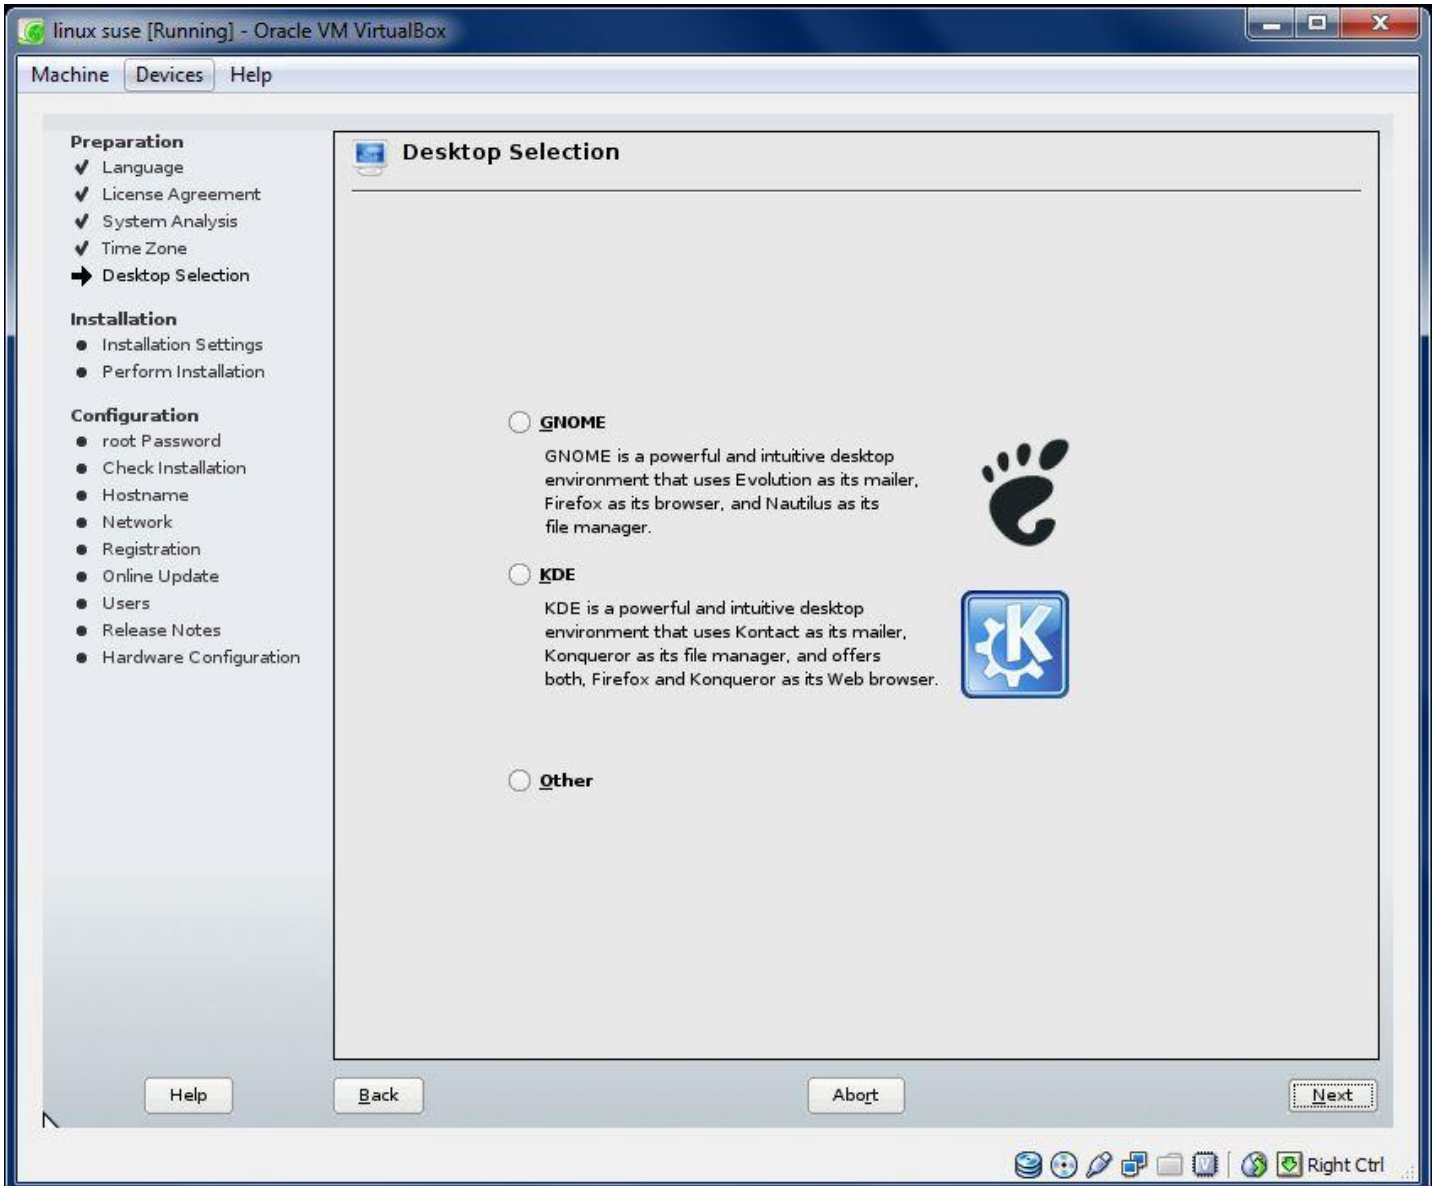 linux suse [Running] - Oracle VM VirtualBox
Machine Devices Help
Preparation
Language
License Agreement
System Analysis
Time Zone
Desktop Selection
Installation
Installation Settings
Perform Installation
Configuration
root Password
Check Installation
Hostname
Network
Registration
Online Update
Users
Release Notes
Hardware Configuration
Desktop Selection
GNOME
GNOME is a powerful and intuitive desktop
environment that uses Evolution as its mailer,
Firefox as its browser, and Nautilus as its
file manager.
KDE
KDE is a powerful and intuitive desktop
environment that uses Kontact as its mailer,
Konqueror as its file manager, and offers
both, Firefox and Konqueror as its Web browser.
K
Other
Help
Back
Abort
Next
V
Right Ctrl